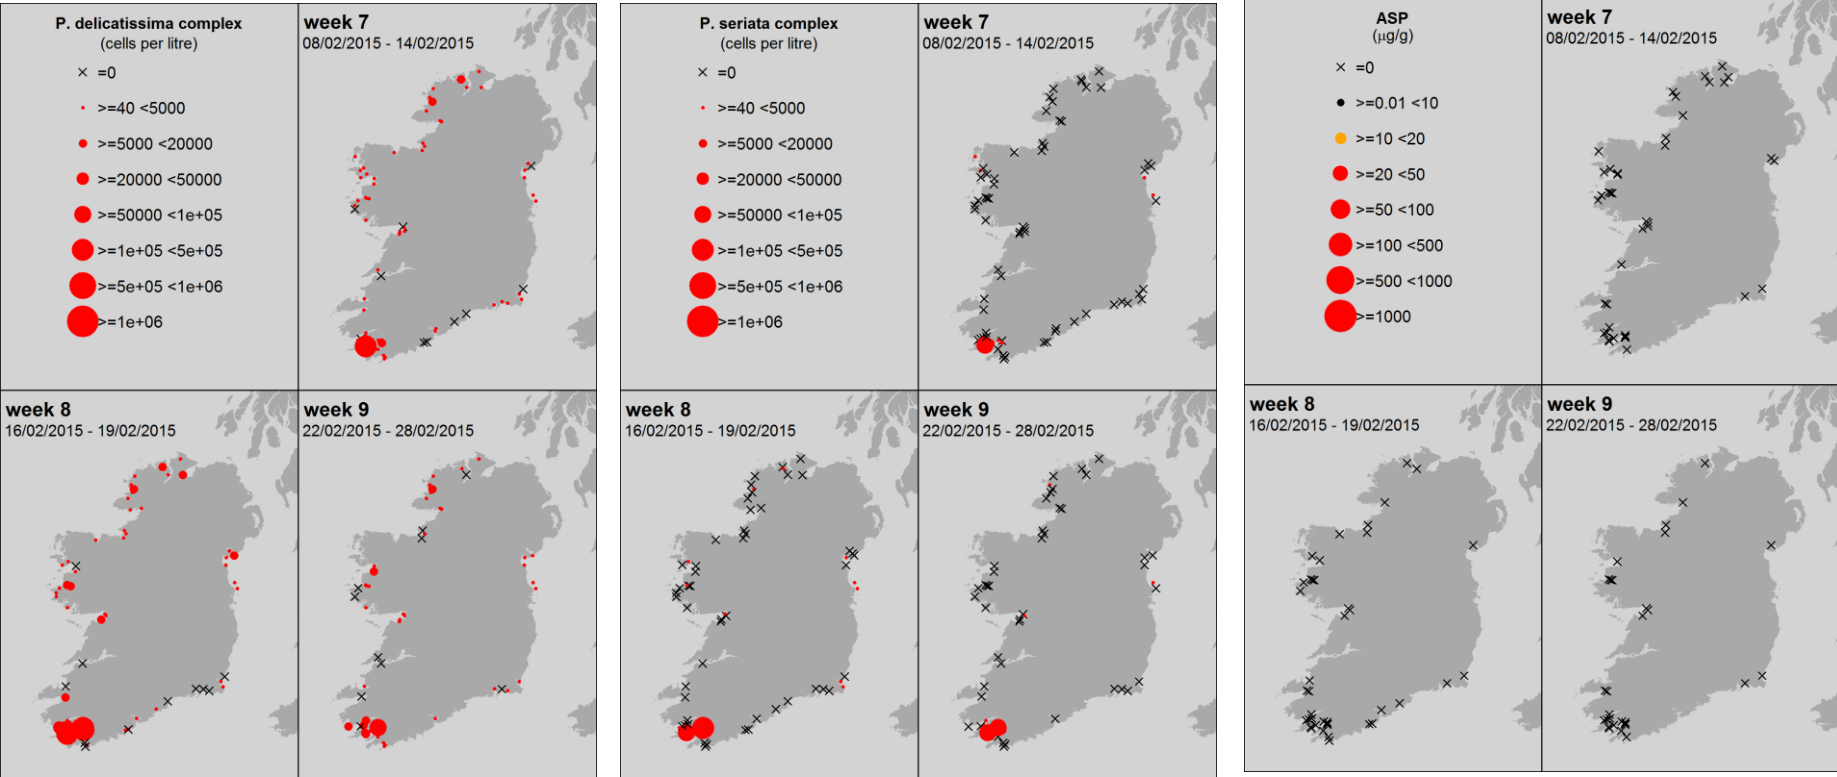 P. delicatissima complex
(cells per litre)
=0
>=40 <5000
>=5000 <20000
>=20000 <50000
>=50000 <1e+05
>=1e+05 <5e+05
>=5e+05 <1e+06
>=1e+06
week 7
08/02/2015 - 14/02/2015
week 8
16/02/2015 - 19/02/2015
week 9
22/02/2015 - 28/02/2015
P. seriata complex
(cells per litre)
=0
>=40 <5000
>=5000 <20000
>=20000 <50000
>=50000 <1e+05
>=1e+05 <5e+05
>=5e+05 <1e+06
>=1e+06
week 7
08/02/2015 - 14/02/2015
week 8
16/02/2015 - 19/02/2015
week 9
22/02/2015 - 28/02/2015
ASP
(µg/g)
=0
>=0.01 <10
>=10 <20
>=20 <50
>=50 <100
>=100 <500
>=500 <1000
>=1000
week 7
08/02/2015 - 14/02/2015
week 8
16/02/2015 - 19/02/2015
week 9
22/02/2015 - 28/02/2015